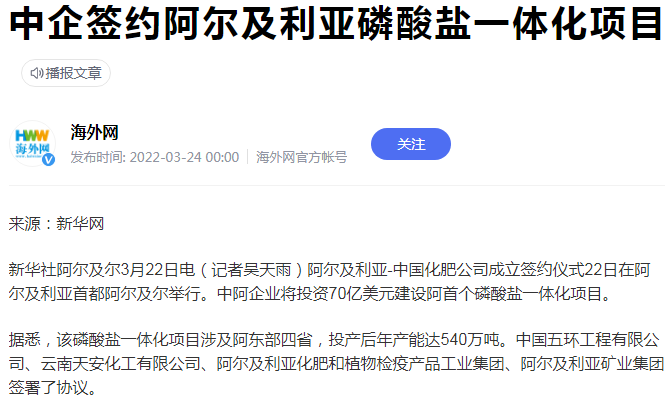 中企签约阿尔及利亚磷酸盐一体化项目
播报文章
HWW
海外网
海外网
发布时间: 2022-03-24 00:00
海外网官方帐号
关注
来源：新华网
新华社阿尔及尔3月22日电（记者吴天雨）阿尔及利亚-中国化肥公司成立签约仪式22日在阿
尔及利亚首都阿尔及尔举行。中阿企业将投资70亿美元建设阿首个磷酸盐一体化项目。
据悉，该磷酸盐一体化项目涉及阿东部四省，投产后年产能达540万吨。中国五环工程有限公
司、云南天安化工有限公司、阿尔及利亚化肥和植物检疫产品工业集团、阿尔及利亚矿业集团
签署了协议。